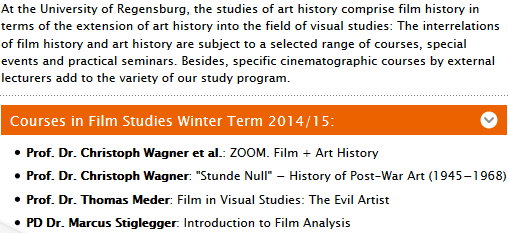 At the University of Regensburg, the studies of art history comprise film history in
terms of the extension of art history into the field of visual studies: The interrelations
of film history and art history are subject to a selected range of courses, special
events and practical seminars. Besides, specific cinematographic courses by external
lecturers add to the variety of our study program.
Courses in Film Studies Winter Term 2014/15:
• Prof. Dr. Christoph Wagner et al.: ZOOM. Film + Art History
• Prof. Dr. Christoph Wagner: "Stunde Null" − History of Post-War Art (1945−1968)
• Prof. Dr. Thomas Meder: Film in Visual Studies: The Evil Artist
• PD Dr. Marcus Stiglegger: Introduction to Film Analysis